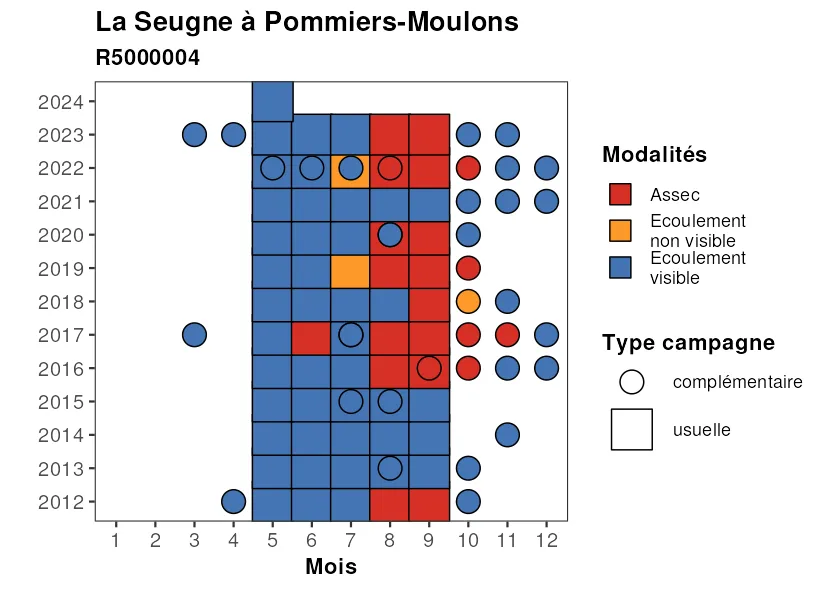 La Seugne à Pommiers-Moulons
R5000004
2024
2023
2022
2021
2020
2019
2018
2017
2016
2015
2014
2013
2012
1 2 3 4 5 6 7 8 9 10 11 12
Mois
Modalités
Assec
Ecoulement
non visible
Ecoulement
visible
Type campagne
complémentaire
usuelle